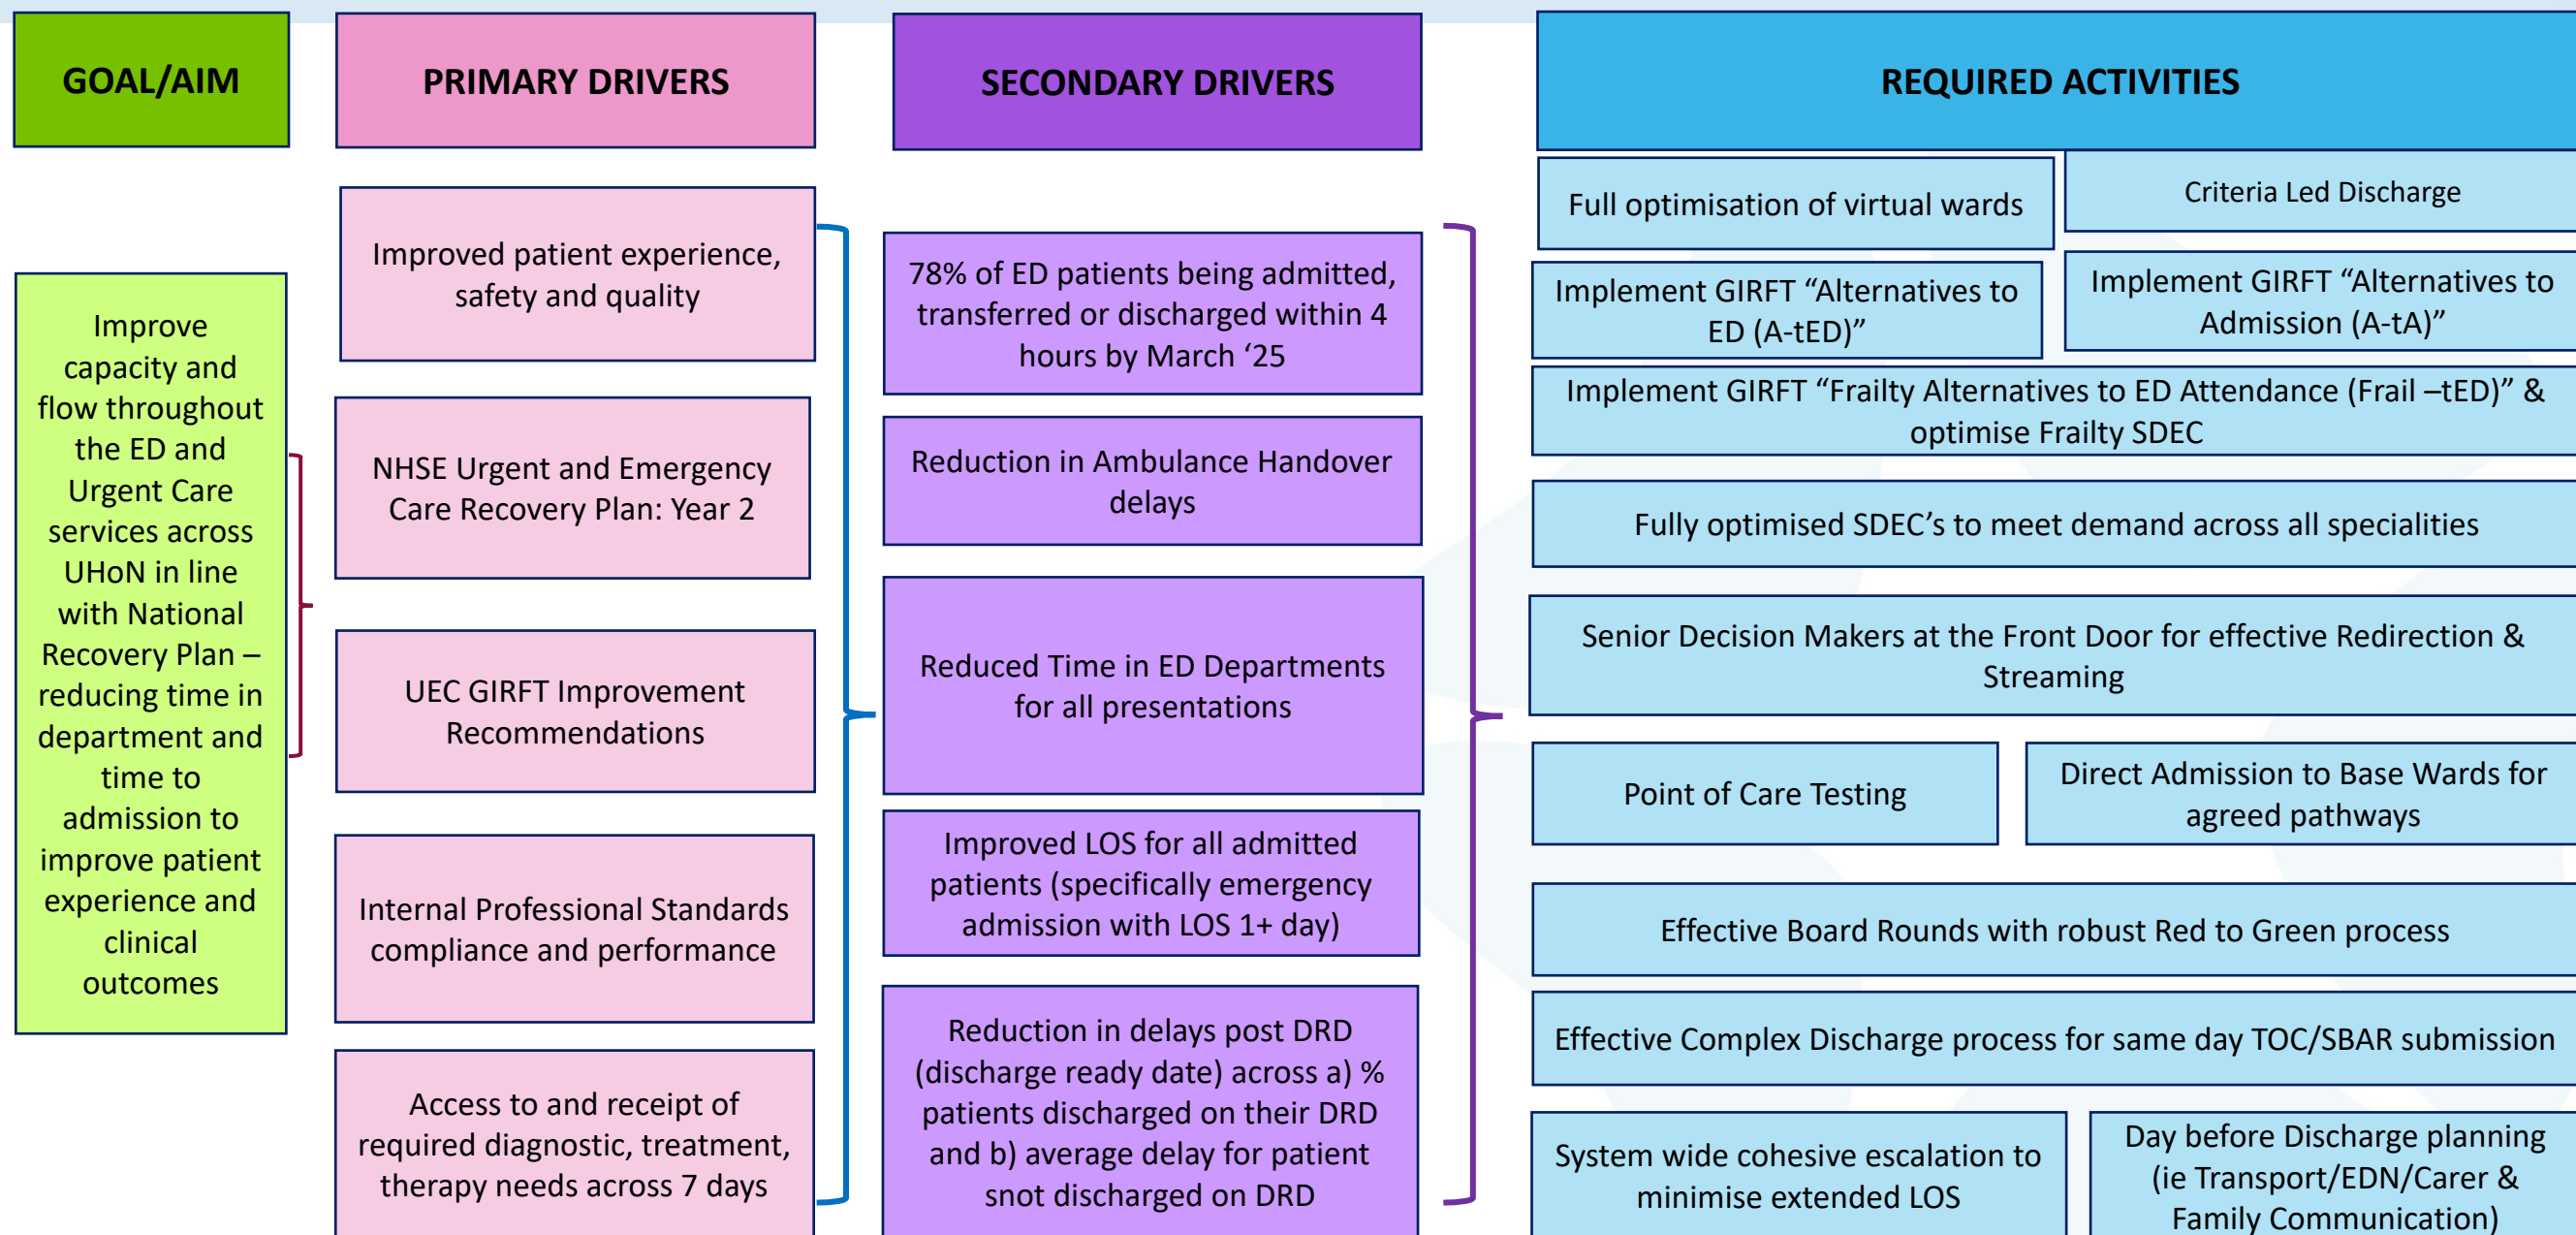 GOAL/AIM
PRIMARY DRIVERS
SECONDARY DRIVERS
REQUIRED ACTIVITIES
Improve
capacity and
flow throughout
the ED and
Urgent Care
services across
UHoN in line
with National
Recovery Plan –
reducing time in
department and
time to
admission to
improve patient
experience and
clinical
outcomes
Improved patient experience,
safety and quality
NHSE Urgent and Emergency
Care Recovery Plan: Year 2
UEC GIRFT Improvement
Recommendations
Internal Professional Standards
compliance and performance
Access to and receipt of
required diagnostic, treatment,
therapy needs across 7 days
78% of ED patients being admitted,
transferred or discharged within 4
hours by March ‘25
Reduction in Ambulance Handover
delays
Reduced Time in ED Departments
for all presentations
Improved LOS for all admitted
patients (specifically emergency
admission with LOS 1+ day)
Reduction in delays post DRD
(discharge ready date) across a) %
patients discharged on their DRD
and b) average delay for patient
snot discharged on DRD
Full optimisation of virtual wards
Criteria Led Discharge
Implement GIRFT “Alternatives to
ED (A-tED)”
Implement GIRFT “Alternatives to
Admission (A-tA)”
Implement GIRFT “Frailty Alternatives to ED Attendance (Frail –tED)” &
optimise Frailty SDEC
Fully optimised SDEC’s to meet demand across all specialities
Senior Decision Makers at the Front Door for effective Redirection &
Streaming
Point of Care Testing
Direct Admission to Base Wards for
agreed pathways
Effective Board Rounds with robust Red to Green process
Effective Complex Discharge process for same day TOC/SBAR submission
System wide cohesive escalation to
minimise extended LOS
Day before Discharge planning
(ie Transport/EDN/Carer &
Family Communication)